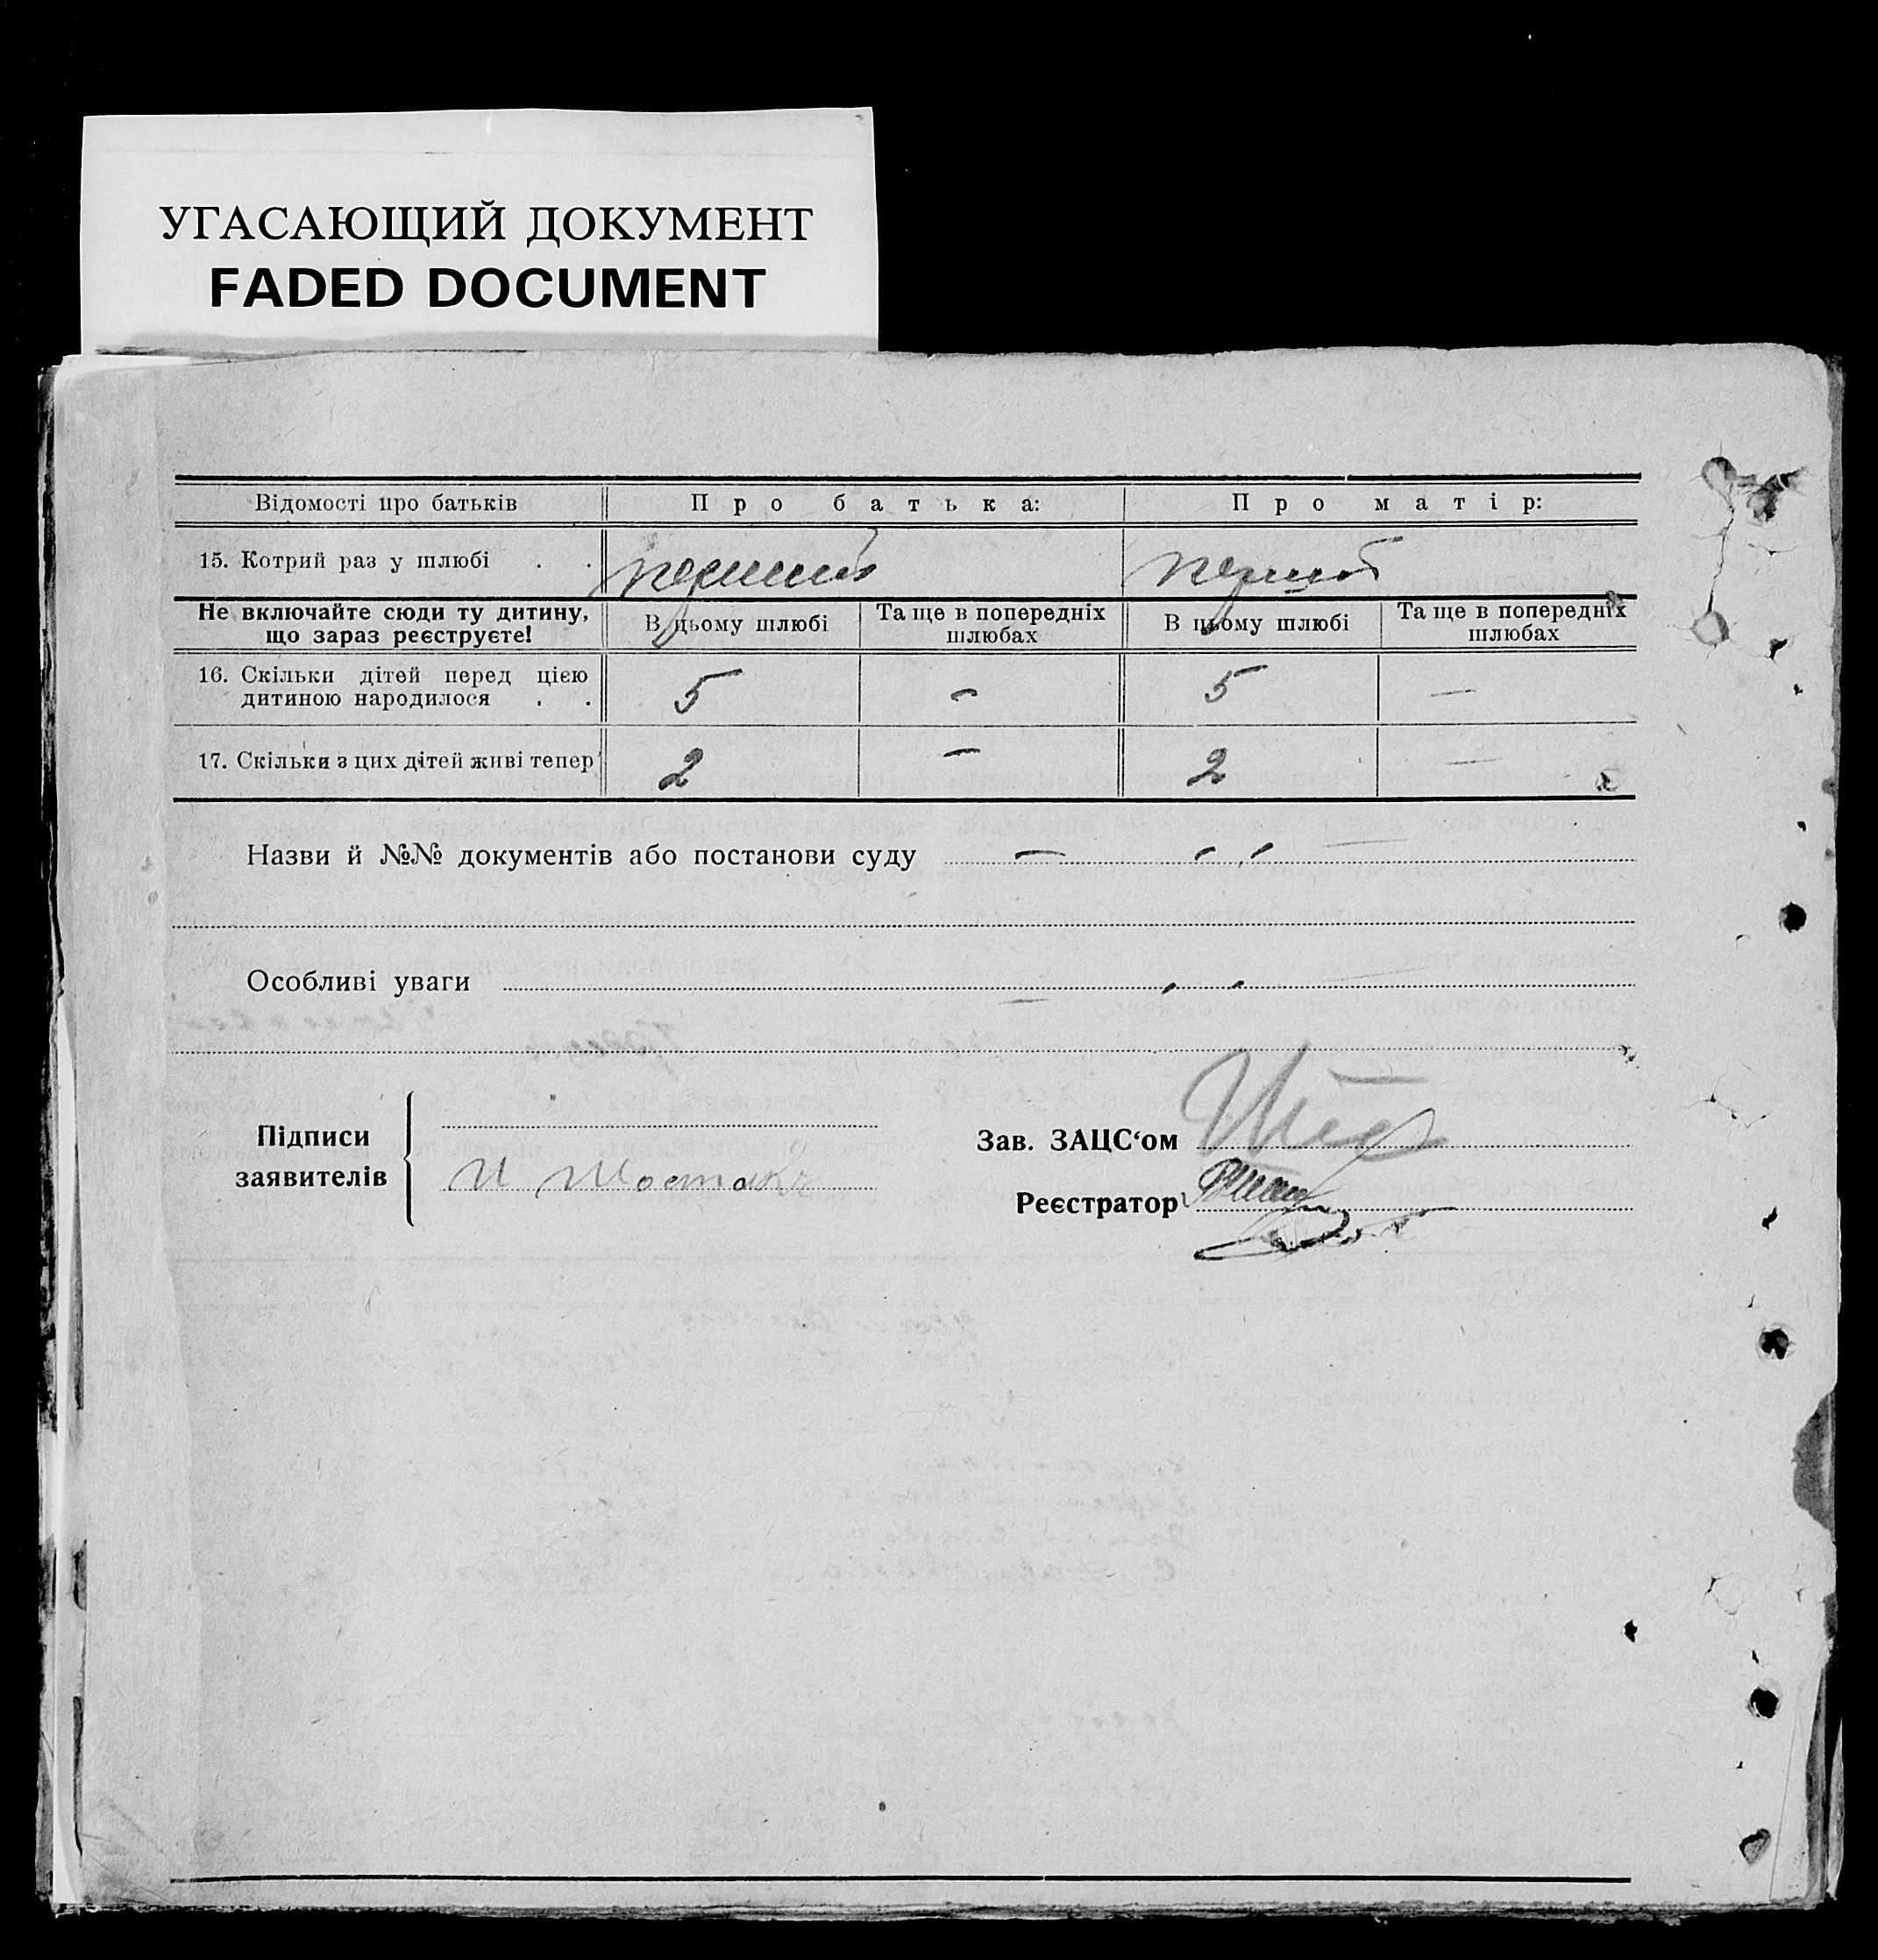 УГАСАЮЩИЙ ДОКУМЕНТ
FADED DOCUMENT
Відомості про батьків Про батька: Про матір:
15. Котрий раз у шлюбі . . перший перший
Не включайте сюди ту дитину, що зараз реєструєте! В цьому шлюбі Та ще в попередніх шлюбах В цьому шлюбі Та ще в попередніх шлюбах
16. Скільки дітей перед цією
дитиною народилося . . 5 - 5 —
17. Скільки з цих дітей живі тепер 2 - 2 —
Назви й №№ документів або постанови суду
Особливі уваги
Підписи
заявителів
Зав. ЗАЦС‘ом
Реєстратор